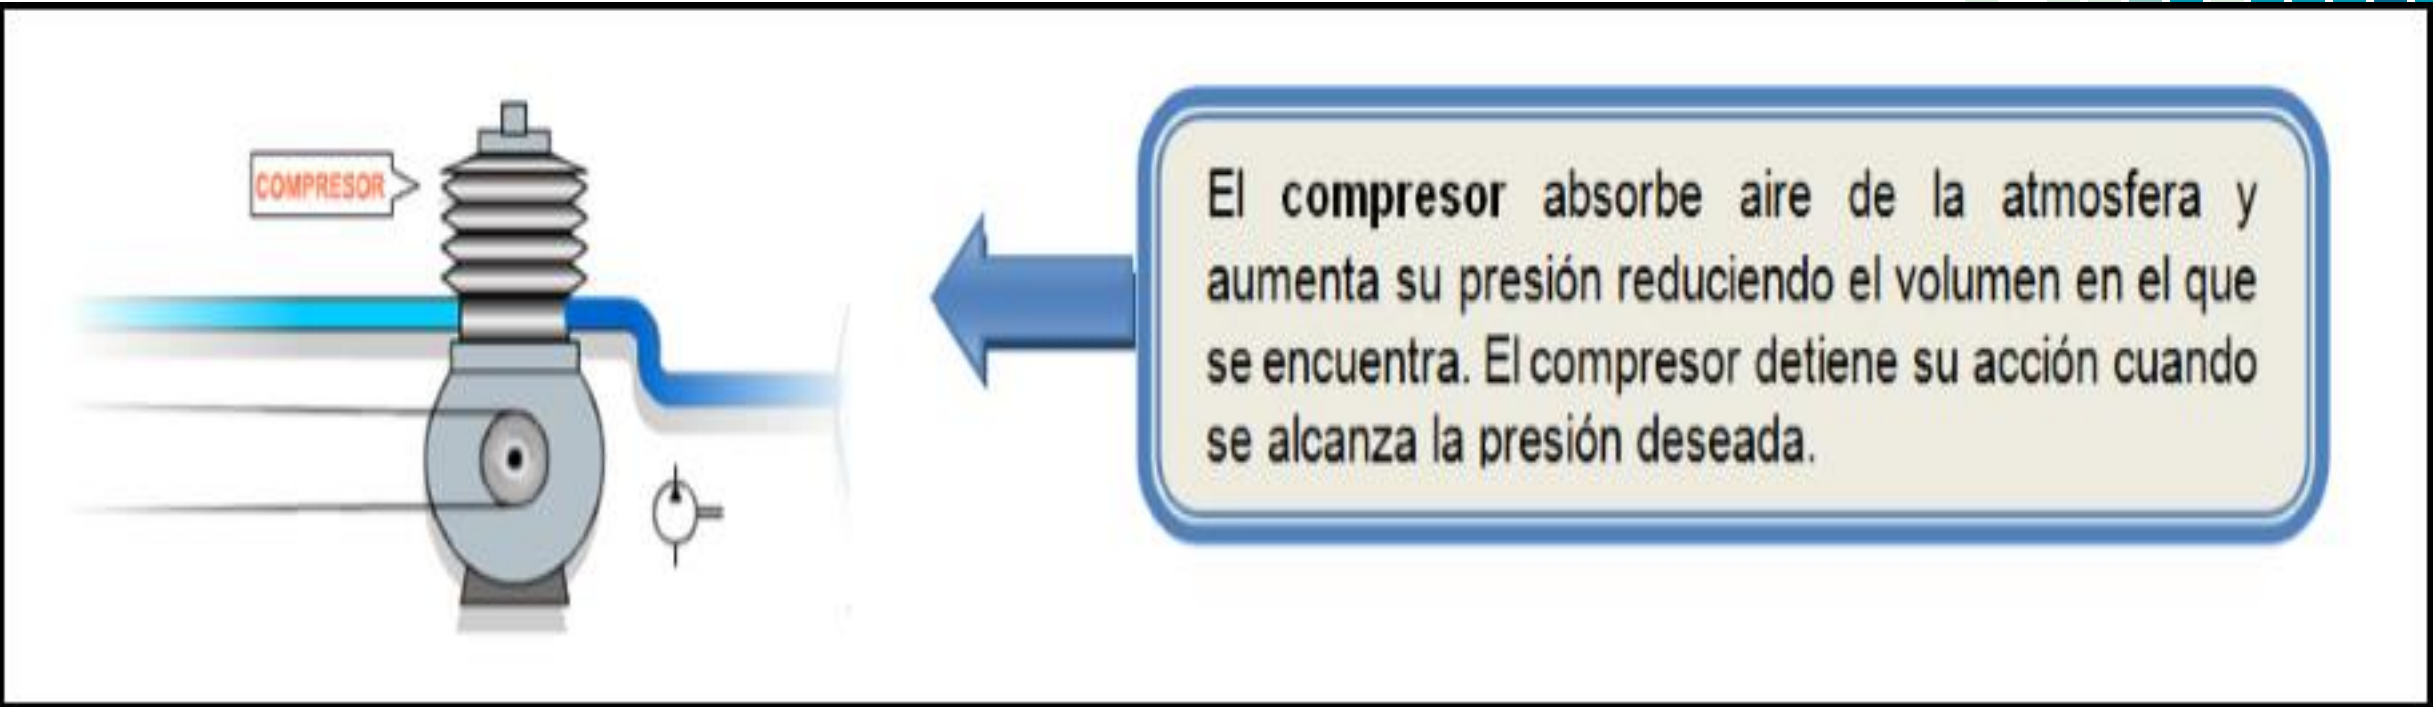 COMPRESOR
El compresor absorbe aire de la atmosfera y
aumenta su presión reduciendo el volumen en el que
se encuentra. El compresor detiene su acción cuando
se alcanza la presión deseada.